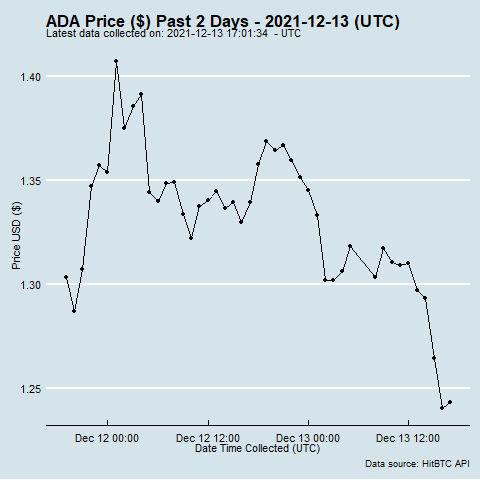 ADA Price ($) Past 2 Days - 2021-12-13 (UTC)
Latest data collected on: 2021-12-13 17:01:34  - UTC
1.40
1.35
1.30
1.25
Price USD ($)
Dec 12 00:00 Dec 12 12:00 Dec 13 00:00 Dec 13 12:00
Date Time Collected (UTC)
Data source: HitBTC API